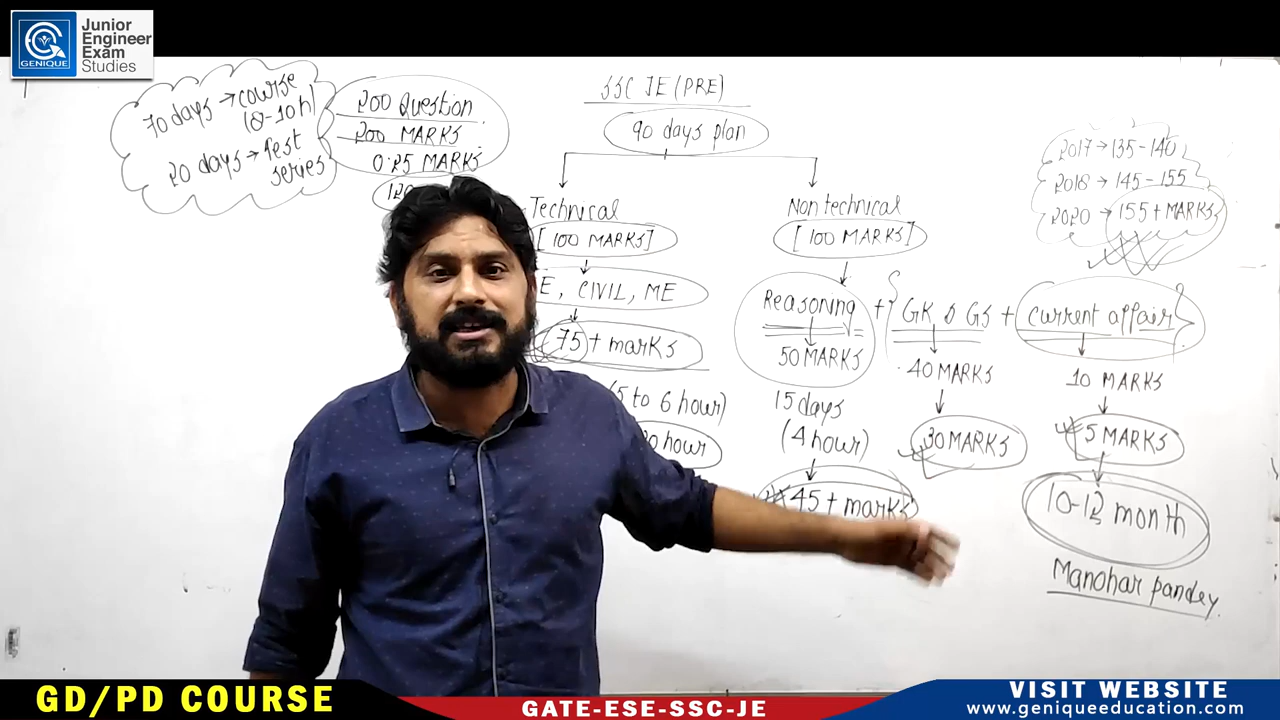 GENIQUE
Junior
Engineer
Exam
Studies
70 days → course
(8-10 h)
20 days → Test
series
200 Question
200 MARKS
0.25 MARKS
SSC JE (PRE)
90 days plan
Technical
[100 MARKS]
E, CIVIL, ME
75 + marks
(5 to 6 hour)
hour
Non technical
[100 MARKS]
Reasoning + { GK & GS + current affair }
50 MARKS
40 MARKS
10 MARKS
15 days
(4 hour)
45 + marks
30 MARKS
5 MARKS
10-12 month
Manohar pandey
2017 → 135-140
2018 → 145-155
2020 → 155 + MARKS
GD/PD COURSE
GATE-ESE-SSC-JE
VISIT WEBSITE
www.geniqueeducation.com